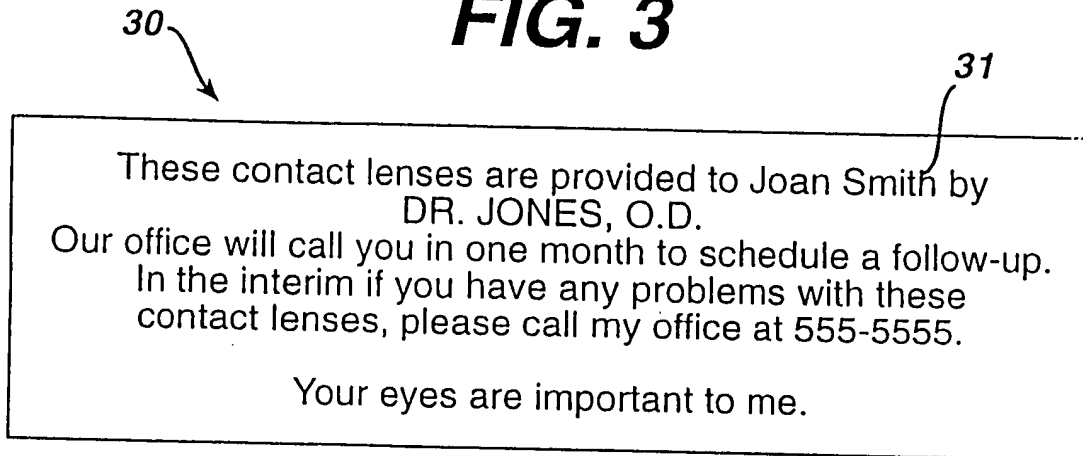 FIG. 3
30
31
These contact lenses are provided to Joan Smith by
DR. JONES, O.D.
Our office will call you in one month to schedule a follow-up.
In the interim if you have any problems with these
contact lenses, please call my office at 555-5555.
Your eyes are important to me.